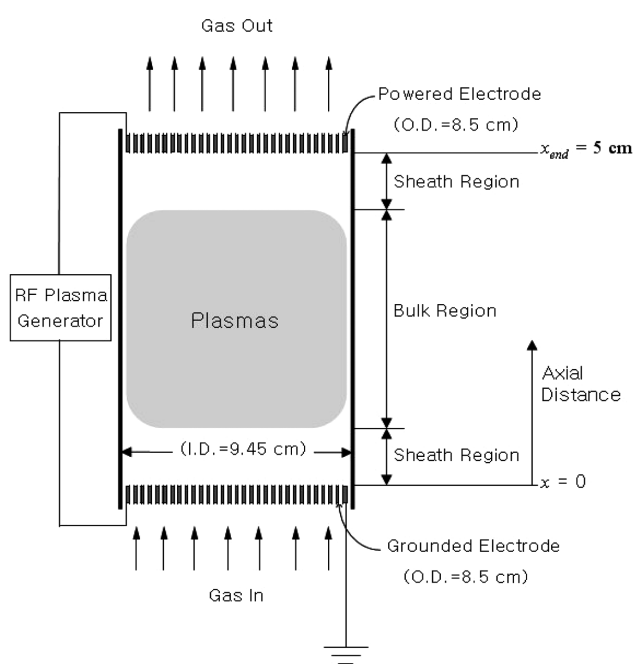 Gas Out
Powered Electrode
(O.D.=8.5 cm)
x_end = 5 cm
Sheath Region
RF Plasma
Generator
Plasmas
Bulk Region
Axial
Distance
(I.D.=9.45 cm)
Sheath Region
x = 0
Grounded Electrode
(O.D.=8.5 cm)
Gas In